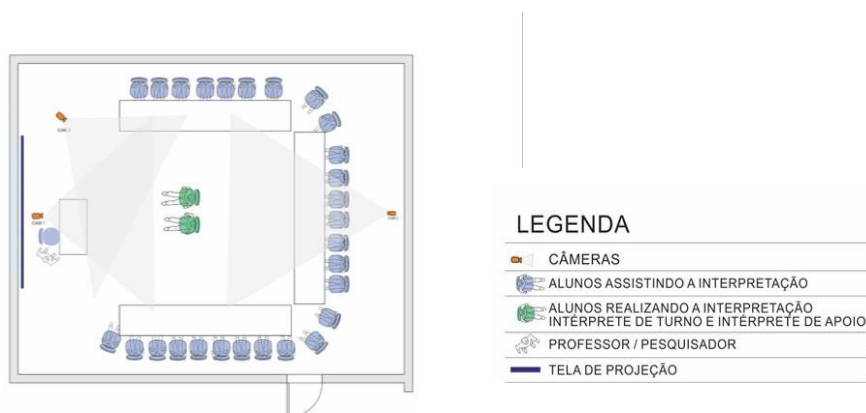 LEGENDA
CÂMERAS
ALUNOS ASSISTINDO A INTERPRETAÇÃO
ALUNOS REALIZANDO A INTERPRETAÇÃO
INTÉRPRETE DE TURNO E INTÉRPRETE DE APOIO
PROFESSOR / PESQUISADOR
TELA DE PROJEÇÃO